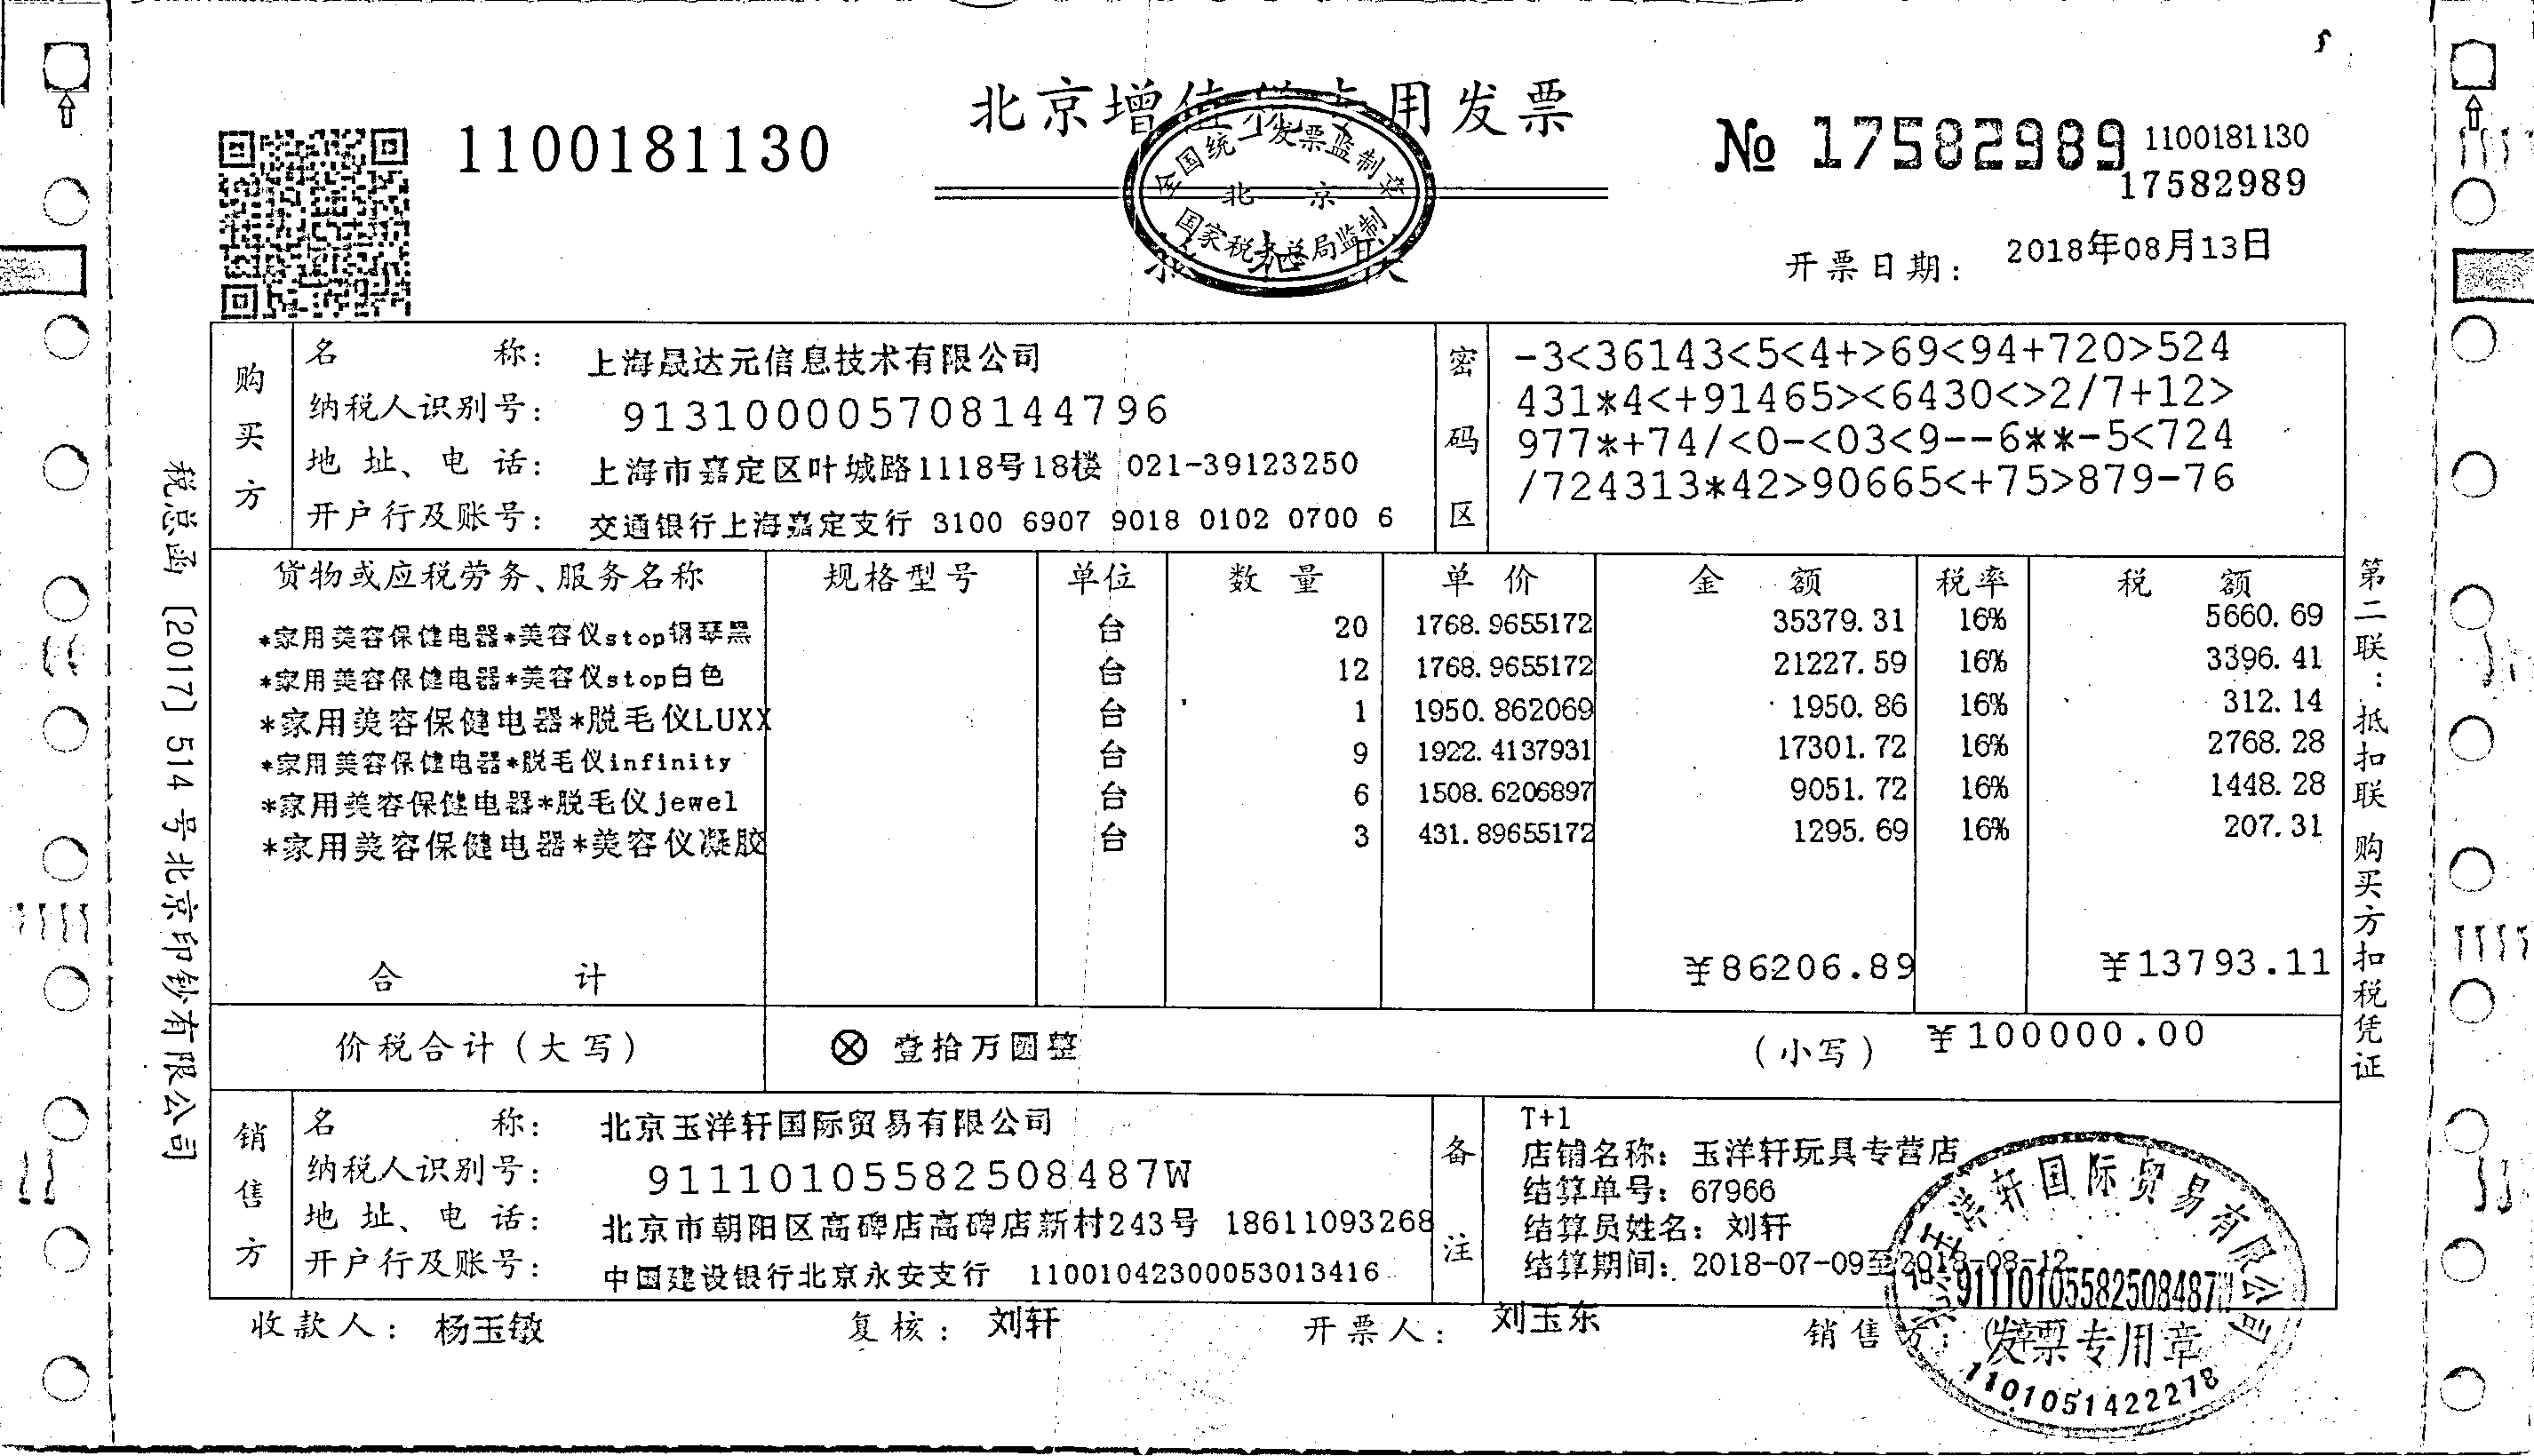 北京增值税专用发票
1100181130
№ 17582989
1100181130
17582989
全国统一发票监制章
北京
国家税务总局监制
抵扣联
开票日期: 2018年08月13日
税总函〔2017〕514号北京印钞有限公司
第二联:抵扣联 购买方扣税凭证
购买方
名称: 上海晟达元信息技术有限公司
纳税人识别号: 913100005708144796
地址、电话: 上海市嘉定区叶城路1118号18楼 021-39123250
开户行及账号: 交通银行上海嘉定支行 3100 6907 9018 0102 0700 6
密码区
-3<36143<5<4+>69<94+720>524
431*4<+91465><6430<>2/7+12>
977*+74/<0-<03<9--6**-5<724
/724313*42>90665<+75>879-76
货物或应税劳务、服务名称 规格型号 单位 数量 单价 金额 税率 税额
*家用美容保健电器*美容仪stop钢琴黑 台 20 1768.9655172 35379.31 16% 5660.69
*家用美容保健电器*美容仪stop白色 台 12 1768.9655172 21227.59 16% 3396.41
*家用美容保健电器*脱毛仪LUXX 台 1 1950.862069 1950.86 16% 312.14
*家用美容保健电器*脱毛仪infinity 台 9 1922.4137931 17301.72 16% 2768.28
*家用美容保健电器*脱毛仪jewel 台 6 1508.6206897 9051.72 16% 1448.28
*家用美容保健电器*美容仪凝胶 台 3 431.89655172 1295.69 16% 207.31
合计 ¥86206.89 ¥13793.11
价税合计(大写) ⊗ 壹拾万圆整 (小写) ¥100000.00
销售方
名称: 北京玉洋轩国际贸易有限公司
纳税人识别号: 91110105582508487W
地址、电话: 北京市朝阳区高碑店高碑店新村243号 18611093268
开户行及账号: 中国建设银行北京永安支行 11001042300053013416
备注
T+1
店铺名称: 玉洋轩玩具专营店
结算单号: 67966
结算员姓名: 刘轩
结算期间: 2018-07-09至2018-08-12
收款人: 杨玉敏 复核: 刘轩 开票人: 刘玉东 销售方:(章)
北京玉洋轩国际贸易有限公司
91110105582508487W
发票专用章
1101051422278